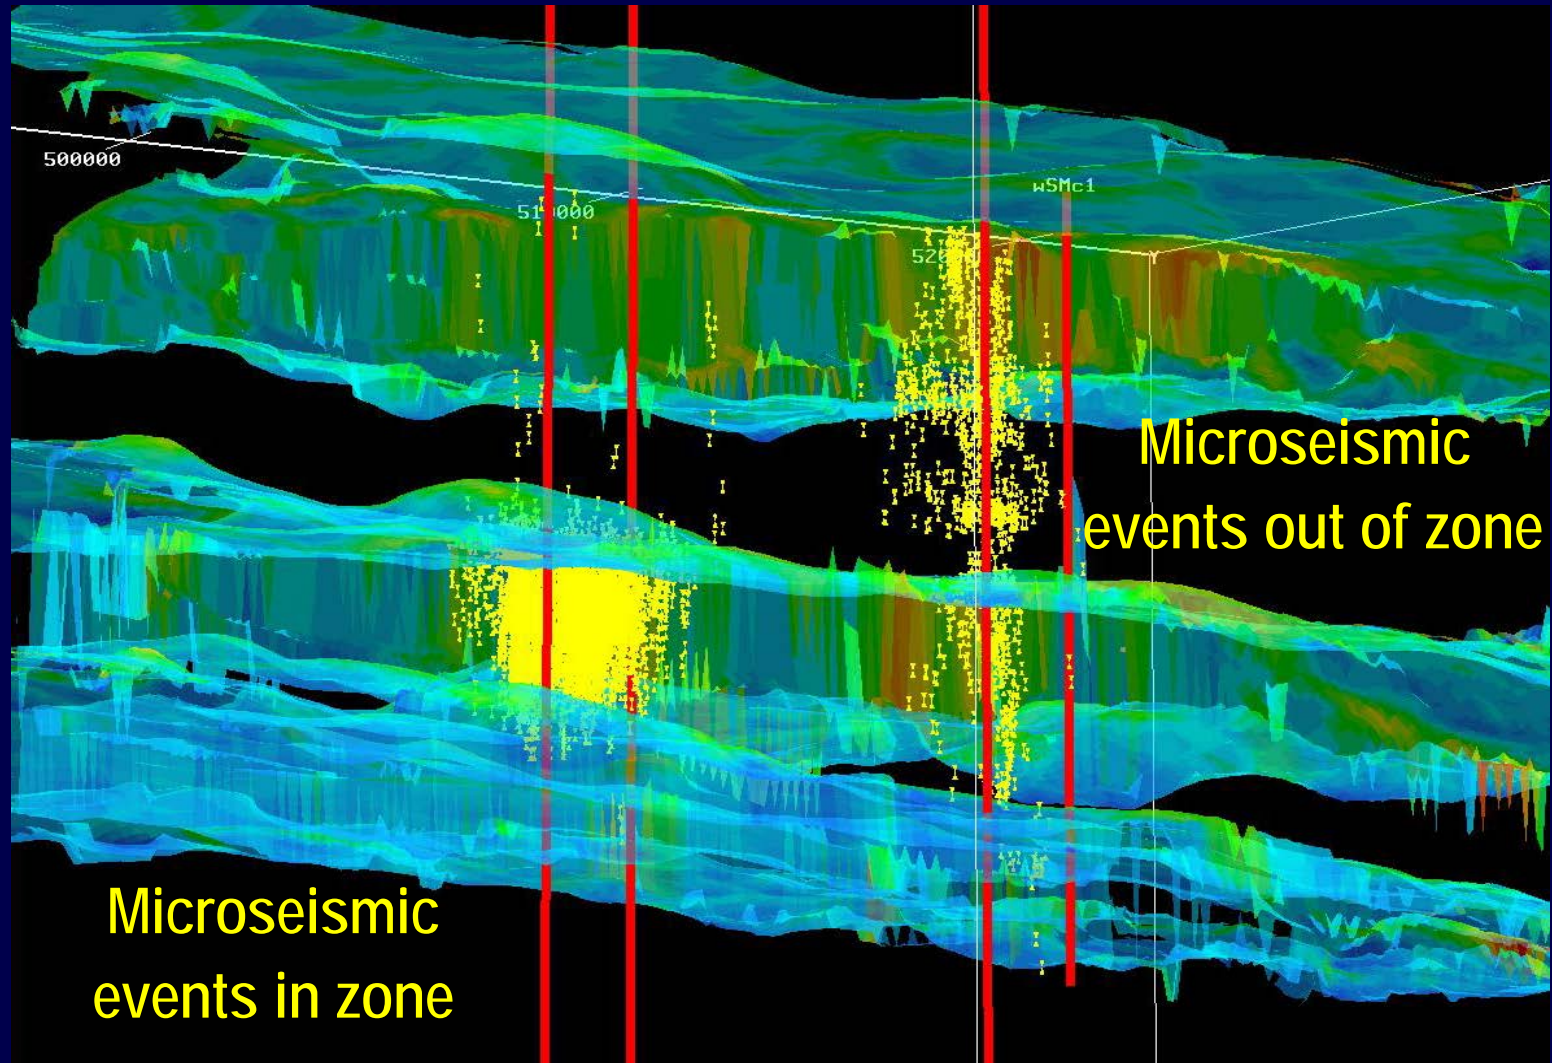 500000
wSMc1
Microseismic
events out of zone
Microseismic
events in zone